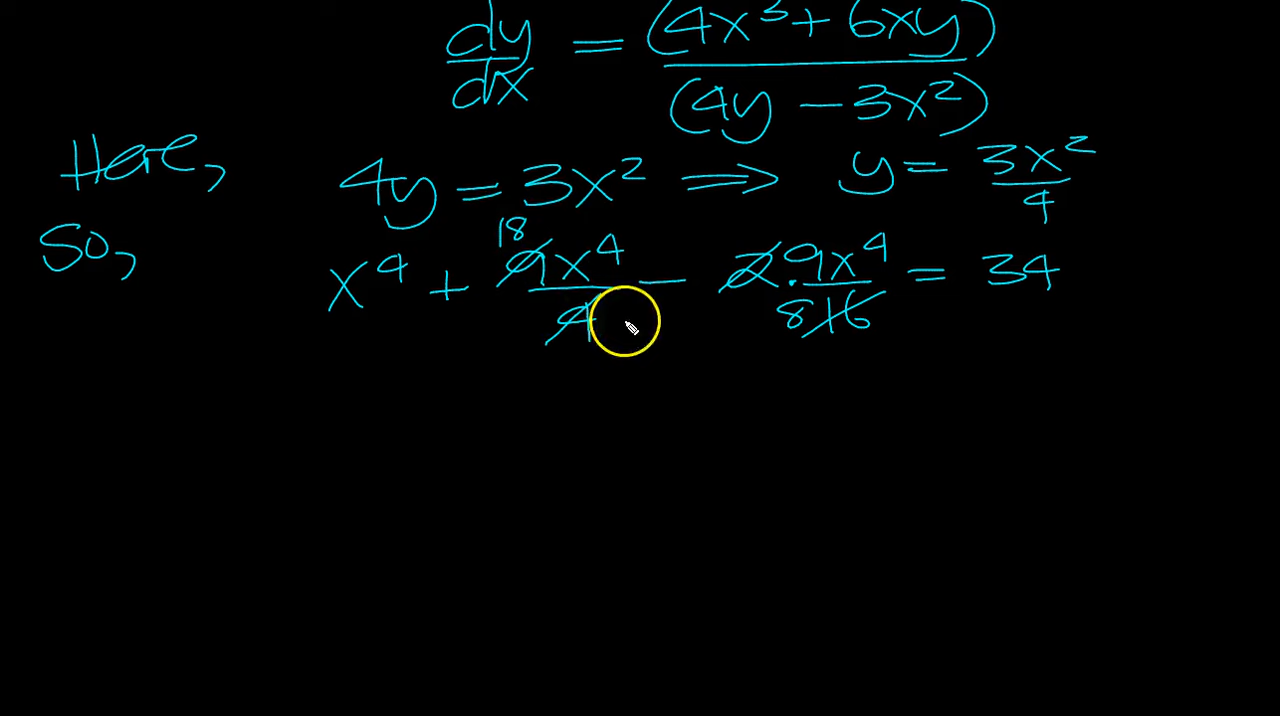 dy/dx = (4x³ + 6xy)/(4y − 3x²)
Here, 4y = 3x² ⟹ y = 3x²/4
So, x⁴ + 18 9x⁴/4 − 2 · 9x⁴/8 16 = 34